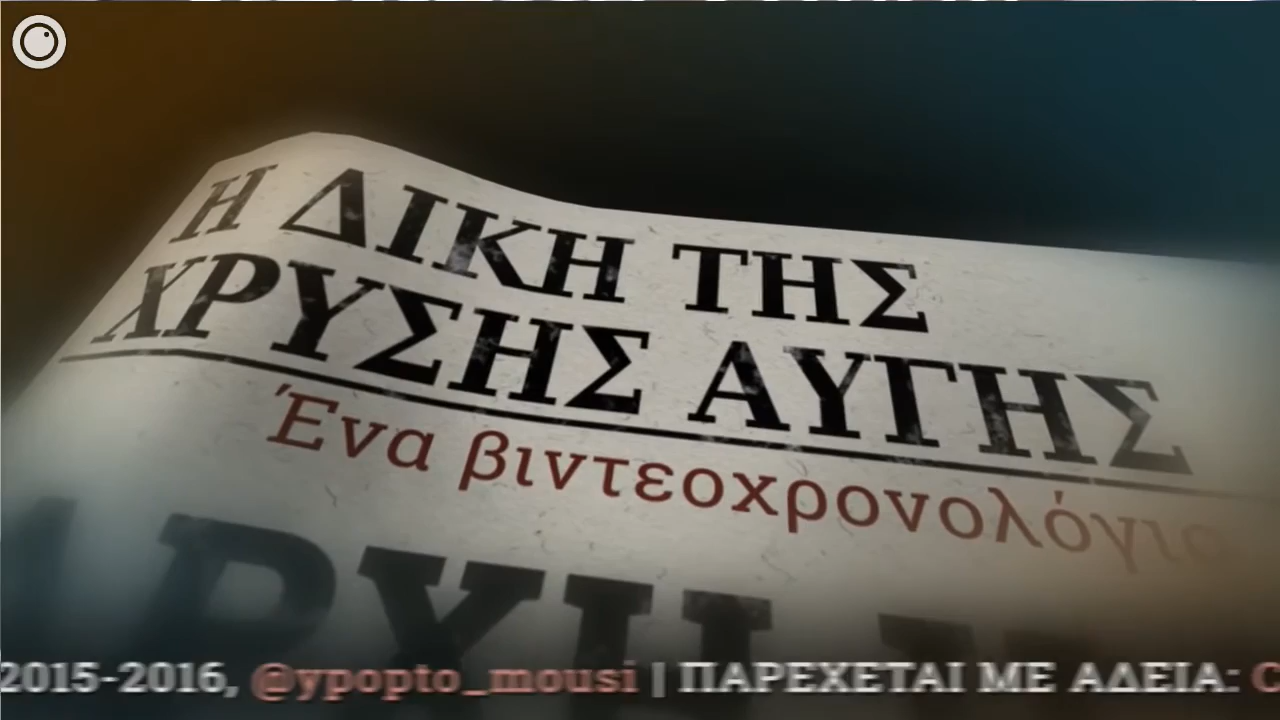 Η ΔΙΚΗ ΤΗΣ
ΧΡΥΣΗΣ ΑΥΓΗΣ
Ένα βιντεοχρονολόγιο
2015-2016, @ypopto_mousi | ΠΑΡΕΧΕΤΑΙ ΜΕ ΑΔΕΙΑ: C